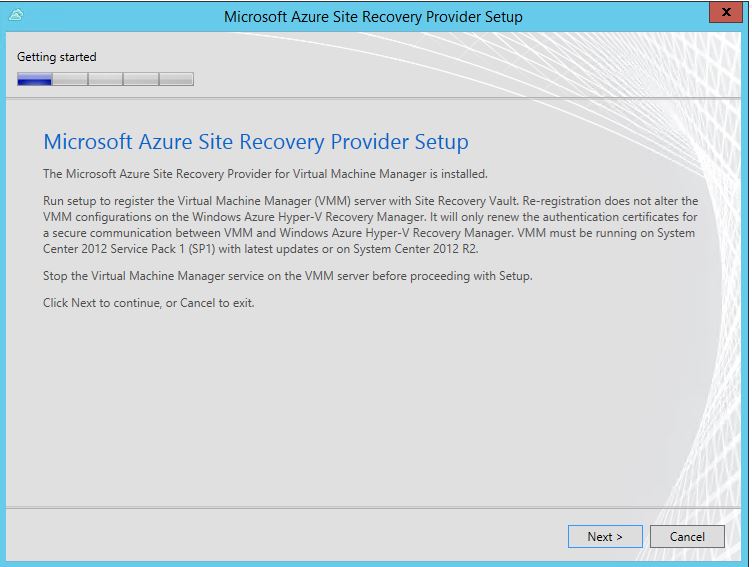 Microsoft Azure Site Recovery Provider Setup
x
Getting started
Microsoft Azure Site Recovery Provider Setup
The Microsoft Azure Site Recovery Provider for Virtual Machine Manager is installed.
Run setup to register the Virtual Machine Manager (VMM) server with Site Recovery Vault. Re-registration does not alter the
VMM configurations on the Windows Azure Hyper-V Recovery Manager. It will only renew the authentication certificates for
a secure communication between VMM and Windows Azure Hyper-V Recovery Manager. VMM must be running on System
Center 2012 Service Pack 1 (SP1) with latest updates or on System Center 2012 R2.
Stop the Virtual Machine Manager service on the VMM server before proceeding with Setup.
Click Next to continue, or Cancel to exit.
Next >
Cancel